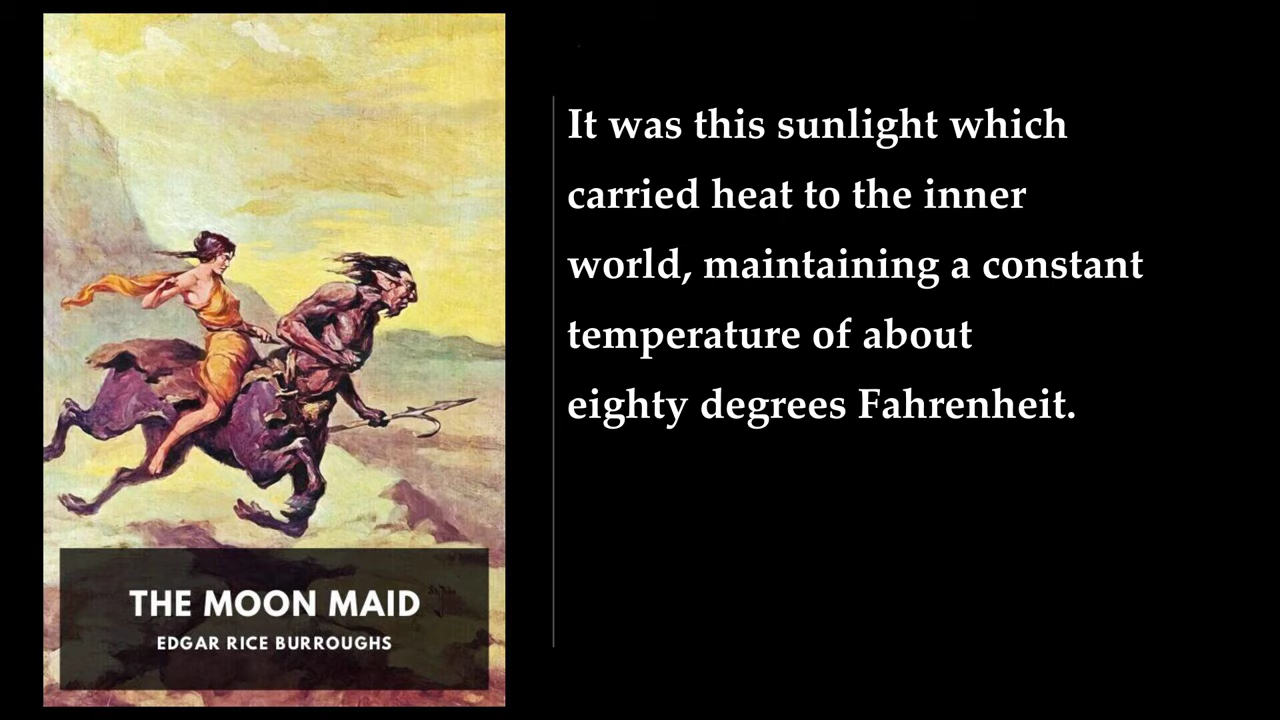 It was this sunlight which
carried heat to the inner
world, maintaining a constant
temperature of about
eighty degrees Fahrenheit.
THE MOON MAID
EDGAR RICE BURROUGHS